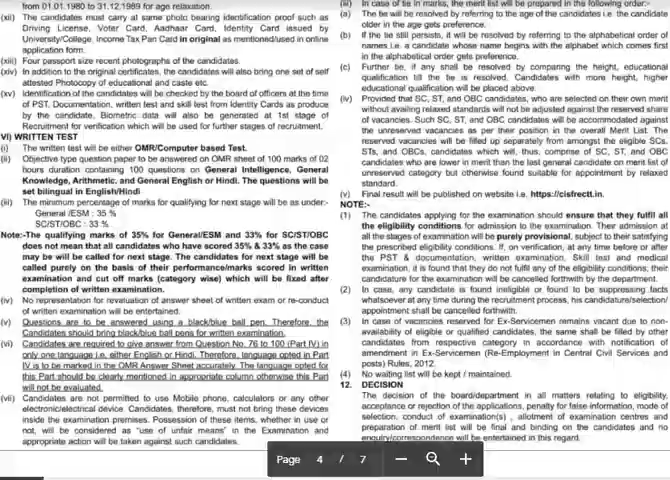 from 01.01.1980 to 31.12.1989 for age relaxation.
(xii) The candidates must carry at same photo bearing identification proof such as
Driving License, Voter Card, Aadhaar Card, Identity Card issued by
University/College, Income Tax Pan Card in original as mentioned/used in online
application form.
(xiii) Four passport size recent photographs of the candidates.
(xiv) In addition to the original certificates, the candidates will also bring one set of self
attested Photocopy of educational and caste etc.
(xv) Identification of the candidates will be checked by the board of officers at the time
of PST, Documentation, written test and skill test from Identity Cards as produce
by the candidate. Biometric data will also be generated at 1st stage of
Recruitment for verification which will be used for further stages of recruitment.
VI) WRITTEN TEST
(i) The written test will be either OMR/Computer based Test.
(ii) Objective type question paper to be answered on OMR sheet of 100 marks of 02
hours duration containing 100 questions on General Intelligence, General
Knowledge, Arithmetic, and General English or Hindi. The questions will be
set bilingual in English/Hindi
(iii) The minimum percentage of marks for qualifying for next stage will be as under:-
General /ESM : 35 %
SC/ST/OBC : 33 %
Note:-The qualifying marks of 35% for General/ESM and 33% for SC/ST/OBC
does not mean that all candidates who have scored 35% & 33% as the case
may be will be called for next stage. The candidates for next stage will be
called purely on the basis of their performance/marks scored in written
examination and cut off marks (category wise) which will be fixed after
completion of written examination.
(iv) No representation for revaluation of answer sheet of written exam or re-conduct
of written examination will be entertained.
(v) Questions are to be answered using a black/blue ball pen. Therefore, the
Candidates should bring black/blue ball pens for written examination.
(vi) Candidates are required to give answer from Question No. 76 to 100 (Part IV) in
only one language i.e. either English or Hindi. Therefore, language opted in Part
IV is to be marked in the OMR Answer Sheet accurately. The language opted for
this Part should be clearly mentioned in appropriate column otherwise this Part
will not be evaluated.
(vii) Candidates are not permitted to use Mobile phone, calculators or any other
electronic/electrical device. Candidates, therefore, must not bring these devices
inside the examination premises. Possession of these items, whether in use or
not, will be considered as "use of unfair means" in the Examination and
appropriate action will be taken against such candidates.
(iii) In case of tie in marks, the merit list will be prepared in the following order:-
(a) The tie will be resolved by referring to the age of the candidates i.e. the candidate
older in the age gets preference.
(b) If the tie still persists, it will be resolved by referring to the alphabetical order of
names i.e. a candidate whose name begins with the alphabet which comes first
in the alphabetical order gets preference.
(c) Further tie, if any shall be resolved by comparing the height, educational
qualification till the tie is resolved. Candidates with more height, higher
educational qualification will be placed above.
(iv) Provided that SC, ST, and OBC candidates, who are selected on their own merit
without availing relaxed standards will not be adjusted against the reserved share
of vacancies. Such SC, ST, and OBC candidates will be accommodated against
the unreserved vacancies as per their position in the overall Merit List. The
reserved vacancies will be filled up separately from amongst the eligible SCs,
STs, and OBCs, candidates which will, thus, comprise of SC, ST, and OBC
candidates who are lower in merit than the last general candidate on merit list of
unreserved category but otherwise found suitable for appointment by relaxed
standard.
(v) Final result will be published on website i.e. https://cisfrectt.in.
NOTE:-
(1) The candidates applying for the examination should ensure that they fulfil all
the eligibility conditions for admission to the examination. Their admission at
all the stages of examination will be purely provisional, subject to their satisfying
the prescribed eligibility conditions. If, on verification, at any time before or after
the PST & documentation, written examination, Skill test and medical
examination, it is found that they do not fulfil any of the eligibility conditions, their
candidature for the examination will be cancelled forthwith by the department.
(2) In case, any candidate is found ineligible or found to be suppressing facts
whatsoever at any time during the recruitment process, his candidature/selection/
appointment shall be cancelled forthwith.
(3) In case of vacancies reserved for Ex-Servicemen remains vacant due to non-
availability of eligible or qualified candidates, the same shall be filled by other
candidates from respective category in accordance with notification of
amendment in Ex-Servicemen (Re-Employment in Central Civil Services and
posts) Rules, 2012.
(4) No waiting list will be kept / maintained.
12. DECISION
The decision of the board/department in all matters relating to eligibility,
acceptance or rejection of the applications, penalty for false information, mode of
selection, conduct of examination(s) , allotment of examination centres and
preparation of merit list will be final and binding on the candidates and no
enquiry/correspondence will be entertained in this regard.
Page 4 / 7